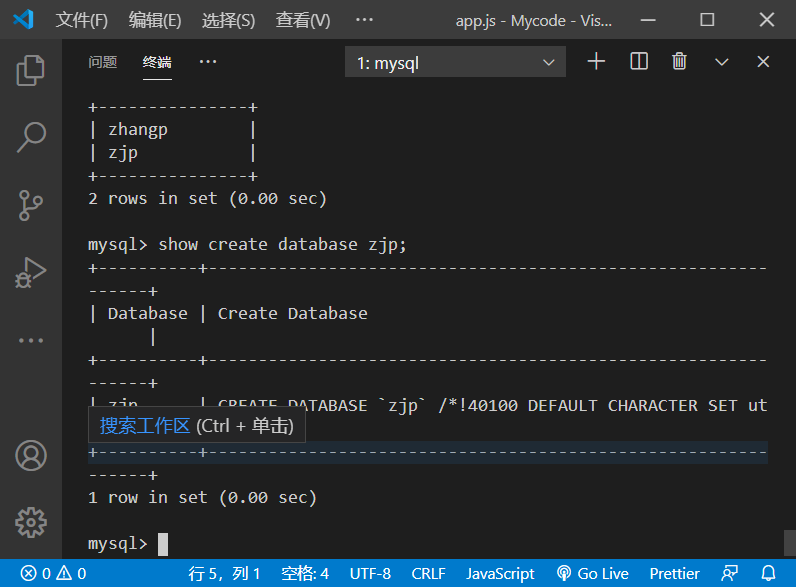 文件(F) 编辑(E) 选择(S) 查看(V) ··· app.js - Mycode - Vis...
问题 终端 ··· 1: mysql
+---------------+
| zhangp        |
| zjp           |
+---------------+
2 rows in set (0.00 sec)
mysql> show create database zjp;
+----------+--------------------------------------------------------
------+
| Database | Create Database
      |
+----------+--------------------------------------------------------
------+
| zjp      | CREATE DATABASE `zjp` /*!40100 DEFAULT CHARACTER SET ut
搜索工作区 (Ctrl + 单击)
+----------+--------------------------------------------------------
------+
1 row in set (0.00 sec)
mysql>
0 0 行 5，列 1 空格: 4 UTF-8 CRLF JavaScript Go Live Prettier